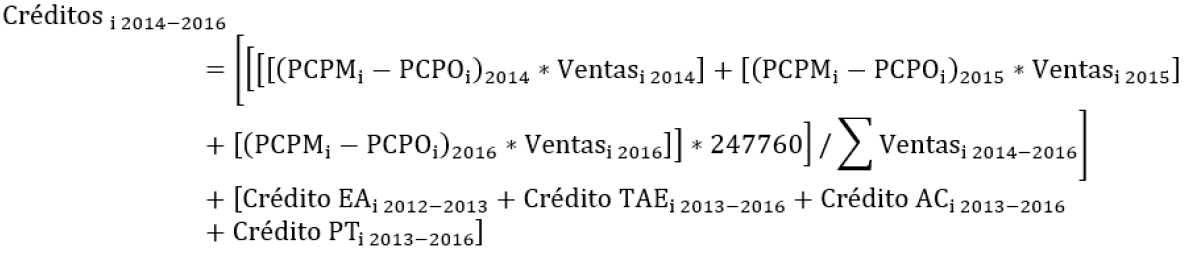 Créditos i 2014−2016
= [[[[(PCPMi − PCPOi)2014 ∗ Ventasi 2014] + [(PCPMi − PCPOi)2015 ∗ Ventasi 2015]
+ [(PCPMi − PCPOi)2016 ∗ Ventasi 2016]] ∗ 247760] / ∑ Ventasi 2014−2016]
+ [Crédito EAi 2012−2013 + Crédito TAEi 2013−2016 + Crédito ACi 2013−2016
+ Crédito PTi 2013−2016]